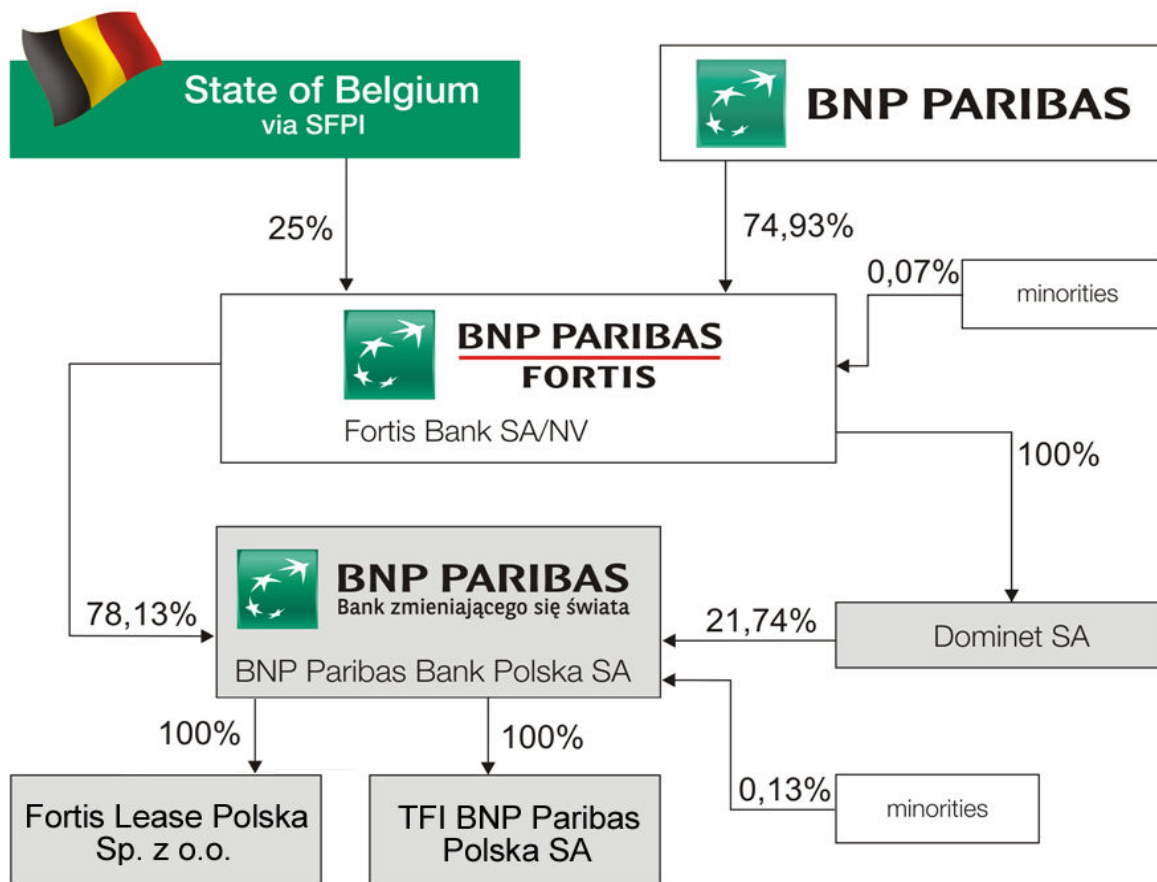 State of Belgium
via SFPI
BNP PARIBAS
25%
74,93%
0,07%
minorities
BNP PARIBAS
FORTIS
Fortis Bank SA/NV
100%
BNP PARIBAS
Bank zmieniającego się świata
BNP Paribas Bank Polska SA
78,13%
21,74%
Dominet SA
100%
100%
0,13%
minorities
Fortis Lease Polska
Sp. z o.o.
TFI BNP Paribas
Polska SA